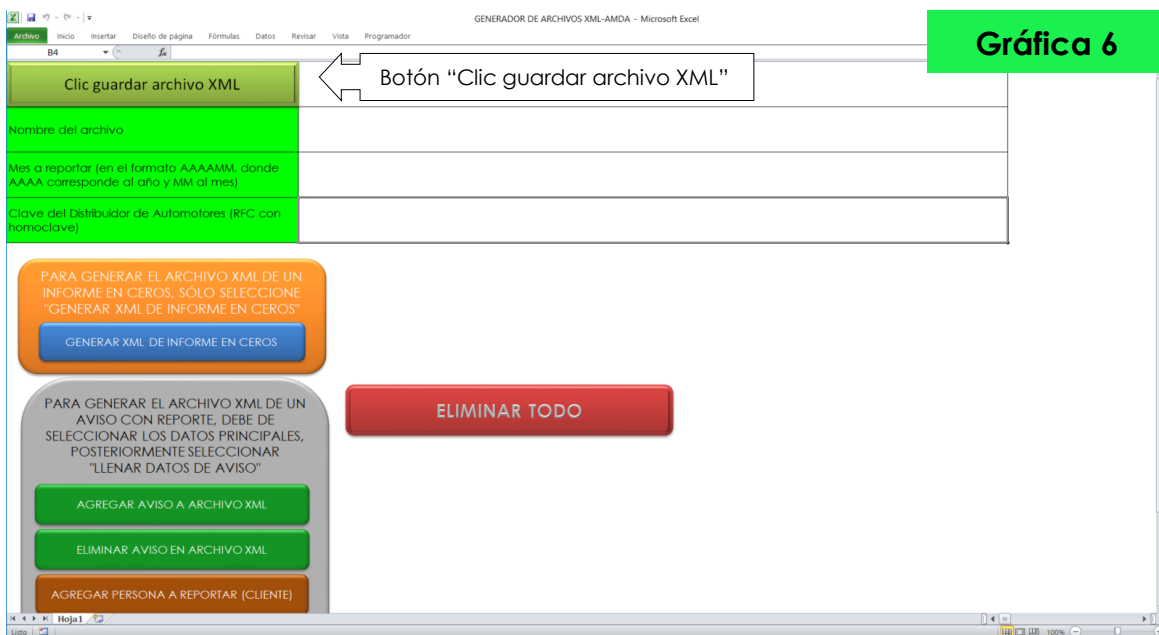 GENERADOR DE ARCHIVOS XML-AMDA - Microsoft Excel
Archivo Inicio Insertar Diseño de página Fórmulas Datos Revisar Vista Programador
Gráfica 6
B4 fx
Clic guardar archivo XML
Botón “Clic guardar archivo XML”
Nombre del archivo
Mes a reportar (en el formato AAAAMM, donde
AAAA corresponde al año y MM al mes)
Clave del Distribuidor de Automotores (RFC con
homoclave)
PARA GENERAR EL ARCHIVO XML DE UN
INFORME EN CEROS, SÓLO SELECCIONE
"GENERAR XML DE INFORME EN CEROS"
GENERAR XML DE INFORME EN CEROS
PARA GENERAR EL ARCHIVO XML DE UN
AVISO CON REPORTE, DEBE DE
SELECCIONAR LOS DATOS PRINCIPALES,
POSTERIORMENTE SELECCIONAR
"LLENAR DATOS DE AVISO"
ELIMINAR TODO
AGREGAR AVISO A ARCHIVO XML
ELIMINAR AVISO EN ARCHIVO XML
AGREGAR PERSONA A REPORTAR (CLIENTE)
Hoja1
Listo 100%